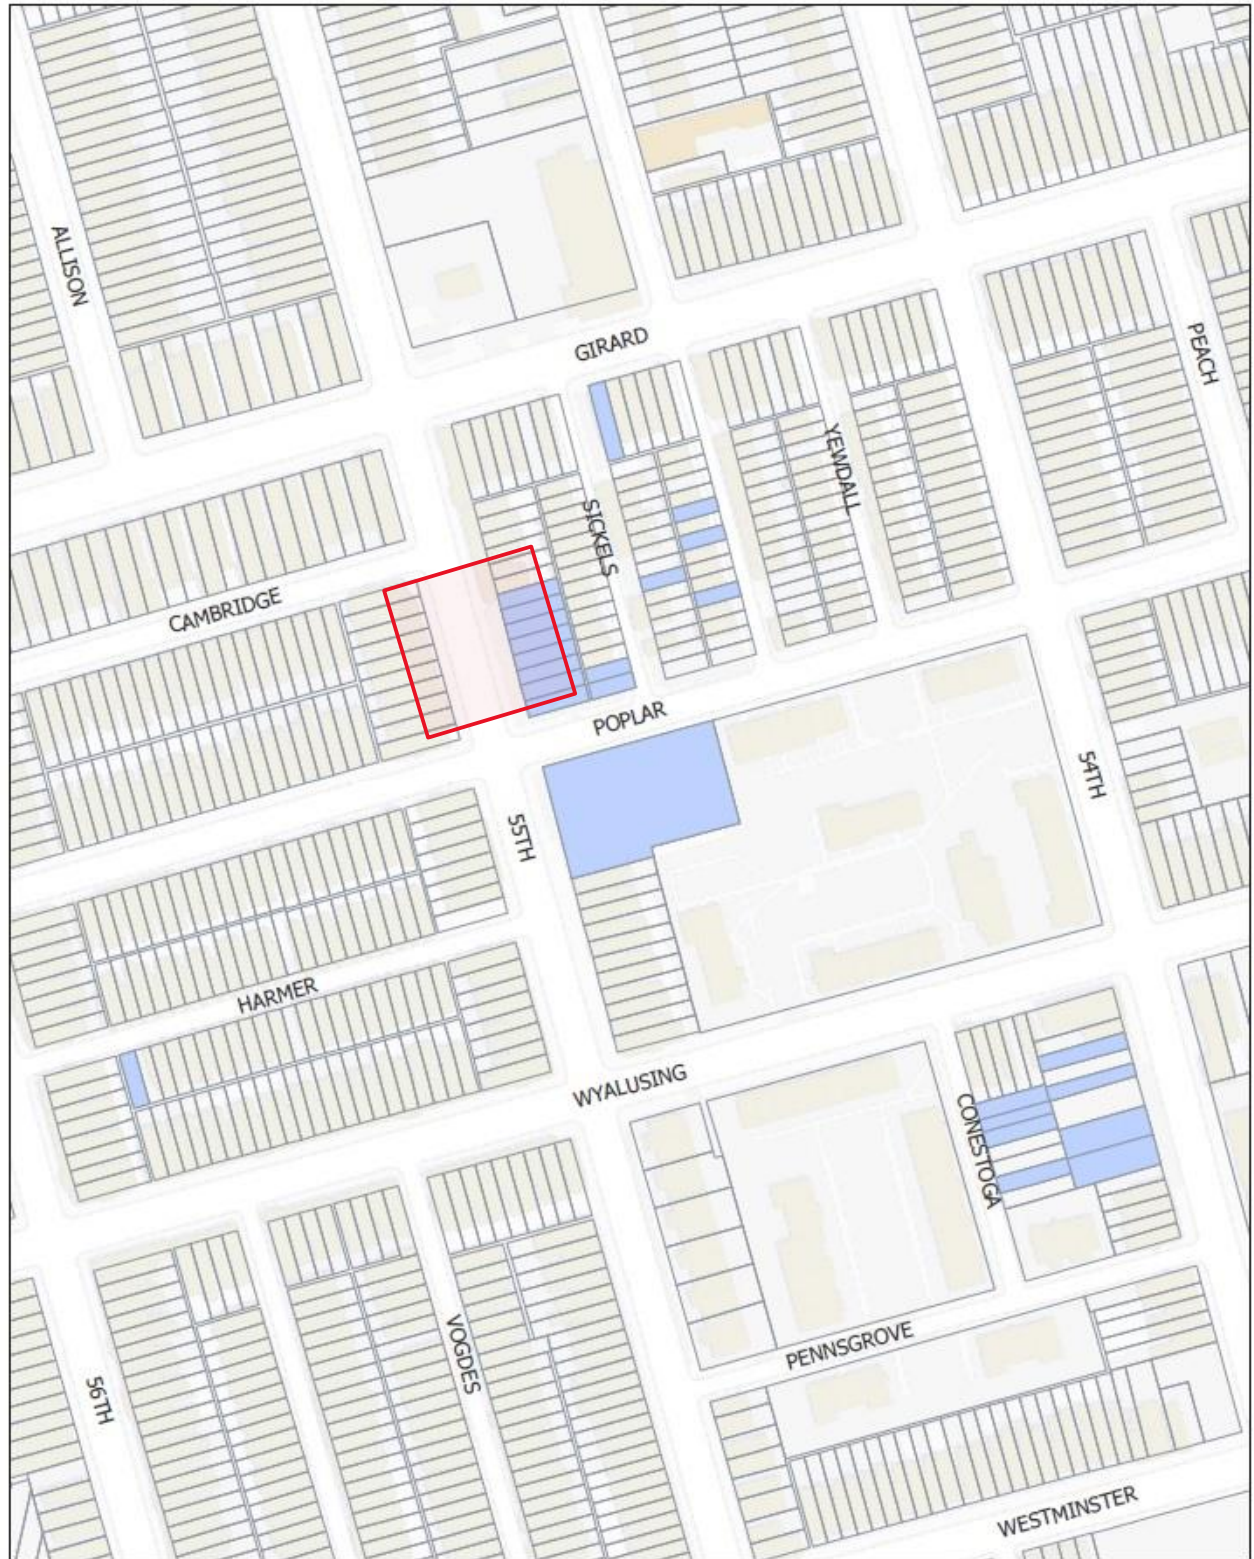 ALLISON
GIRARD
PEACH
YEWDALL
SICKELS
CAMBRIDGE
POPLAR
54TH
55TH
HARMER
WYALUSING
CONESTOGA
VOGDES
PENNSGROVE
56TH
WESTMINSTER